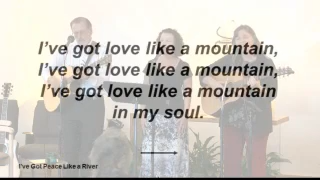 I've got love like a mountain,
I've got love like a mountain,
I've got love like a mountain
in my soul.
I've Got Peace Like a River